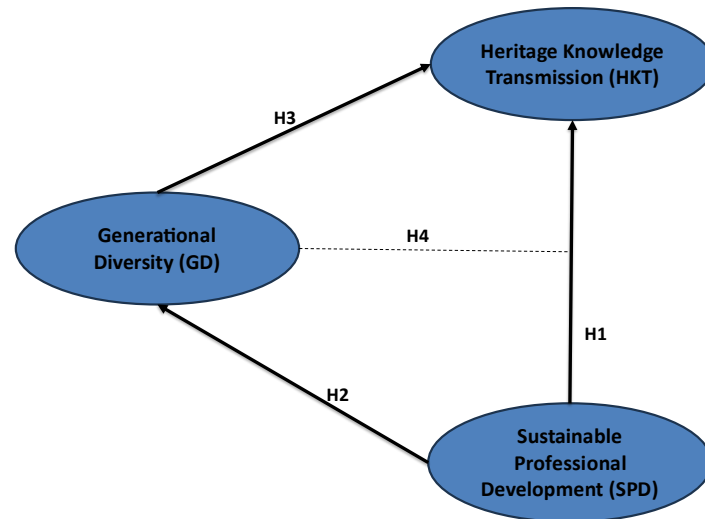 Heritage Knowledge
Transmission (HKT)
H3
Generational
Diversity (GD)
H4
H1
H2
Sustainable
Professional
Development (SPD)